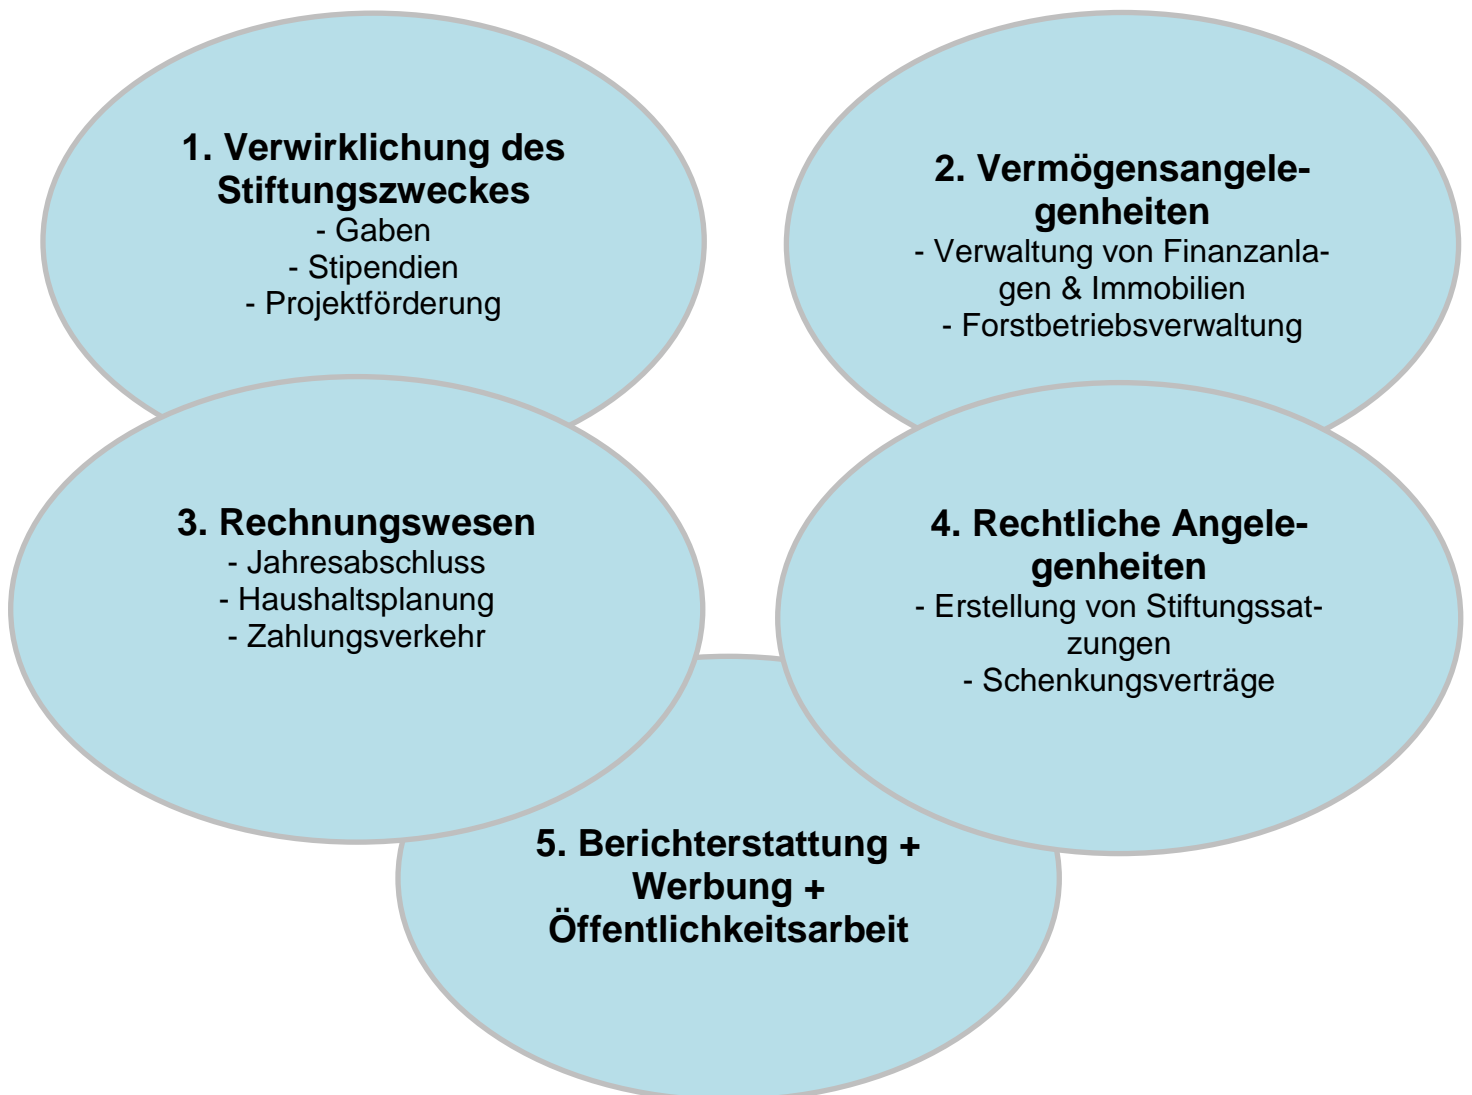 1. Verwirklichung des
Stiftungszweckes
- Gaben
- Stipendien
- Projektförderung
2. Vermögensangele-
genheiten
- Verwaltung von Finanzanla-
gen & Immobilien
- Forstbetriebsverwaltung
3. Rechnungswesen
- Jahresabschluss
- Haushaltsplanung
- Zahlungsverkehr
4. Rechtliche Angele-
genheiten
- Erstellung von Stiftungssat-
zungen
- Schenkungsverträge
5. Berichterstattung +
Werbung +
Öffentlichkeitsarbeit